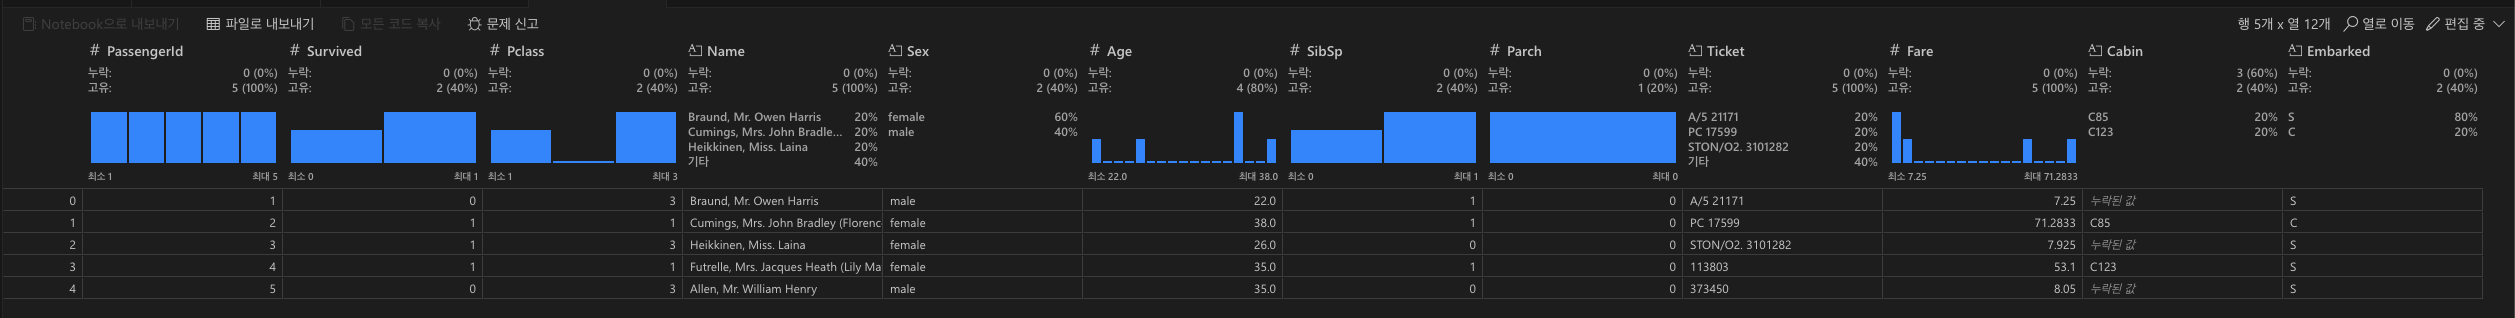 Notebook으로 내보내기 파일로 내보내기 모든 코드 복사 문제 신고 행 5개 x 열 12개 열로 이동 편집 중
# PassengerId # Survived # Pclass Name Sex # Age # SibSp # Parch Ticket # Fare Cabin Embarked
누락: 0 (0%) 누락: 0 (0%) 누락: 0 (0%) 누락: 0 (0%) 누락: 0 (0%) 누락: 0 (0%) 누락: 0 (0%) 누락: 0 (0%) 누락: 0 (0%) 누락: 0 (0%) 누락: 3 (60%) 누락: 0 (0%)
고유: 5 (100%) 고유: 2 (40%) 고유: 2 (40%) 고유: 5 (100%) 고유: 2 (40%) 고유: 4 (80%) 고유: 2 (40%) 고유: 1 (20%) 고유: 5 (100%) 고유: 5 (100%) 고유: 2 (40%) 고유: 2 (40%)
Braund, Mr. Owen Harris 20% female 60% A/5 21171 20% C85 20% S 80%
Cumings, Mrs. John Bradle... 20% male 40% PC 17599 20% C123 20% C 20%
Heikkinen, Miss. Laina 20% STON/O2. 3101282 20%
기타 40% 기타 40%
최소 1 최대 5 최소 0 최대 1 최소 1 최대 3 최소 22.0 최대 38.0 최소 0 최대 1 최소 0 최대 0 최소 7.25 최대 71.2833
0 1 0 3 Braund, Mr. Owen Harris male 22.0 1 0 A/5 21171 7.25 누락된 값 S
1 2 1 1 Cumings, Mrs. John Bradley (Florenc female 38.0 1 0 PC 17599 71.2833 C85 C
2 3 1 3 Heikkinen, Miss. Laina female 26.0 0 0 STON/O2. 3101282 7.925 누락된 값 S
3 4 1 1 Futrelle, Mrs. Jacques Heath (Lily Ma female 35.0 1 0 113803 53.1 C123 S
4 5 0 3 Allen, Mr. William Henry male 35.0 0 0 373450 8.05 누락된 값 S